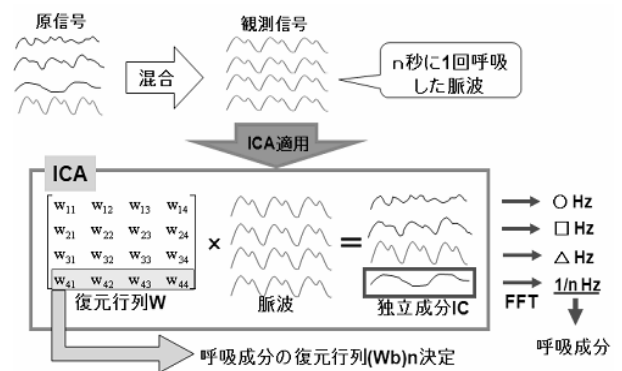 原信号
観測信号
混合
n秒に1回呼吸
した脈波
ICA適用
ICA
w11 w12 w13 w14
w21 w22 w23 w24
w31 w32 w33 w34
w41 w42 w43 w44
×
=
復元行列W
脈波
独立成分IC
○ Hz
□ Hz
△ Hz
1/n Hz
FFT
呼吸成分
呼吸成分の復元行列(Wb)n決定